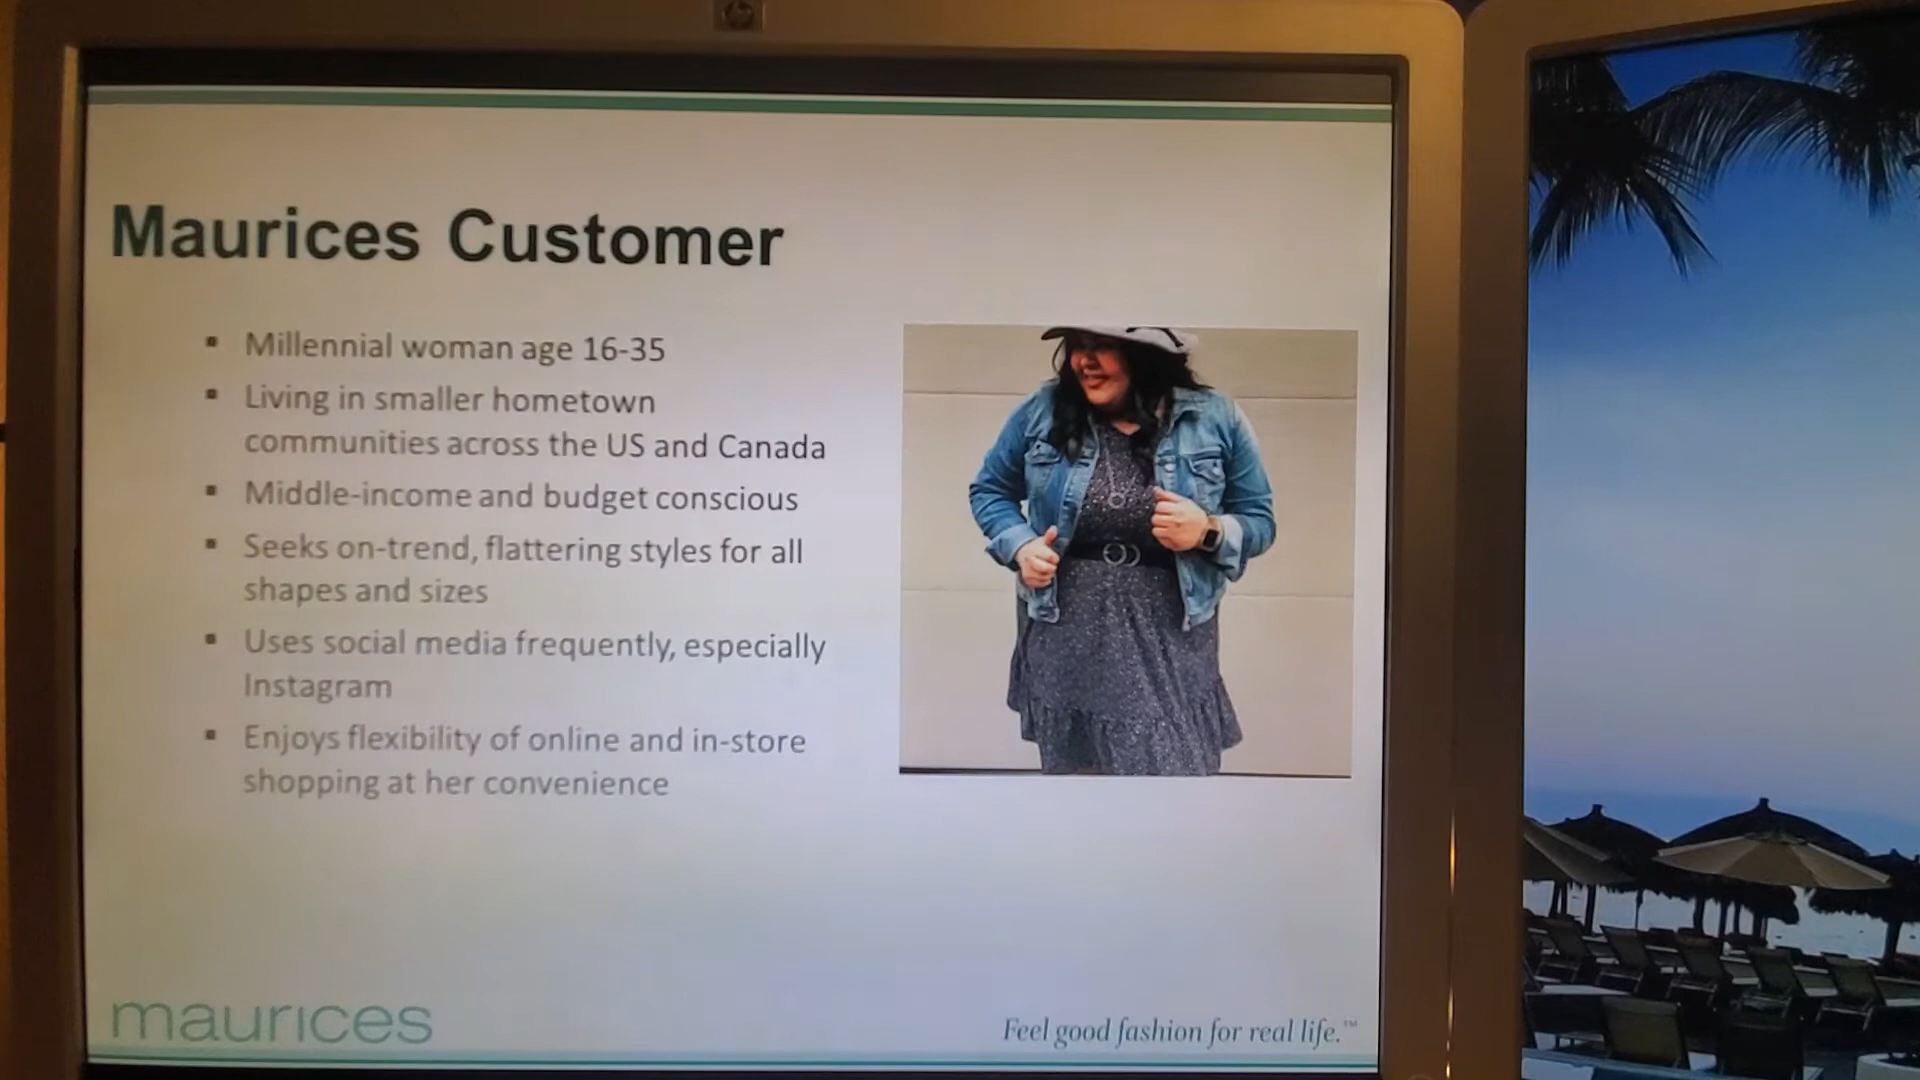 Maurices Customer
Millennial woman age 16-35
Living in smaller hometown
communities across the US and Canada
Middle-income and budget conscious
Seeks on-trend, flattering styles for all
shapes and sizes
Uses social media frequently, especially
Instagram
Enjoys flexibility of online and in-store
shopping at her convenience
maurices
Feel good fashion for real life.™